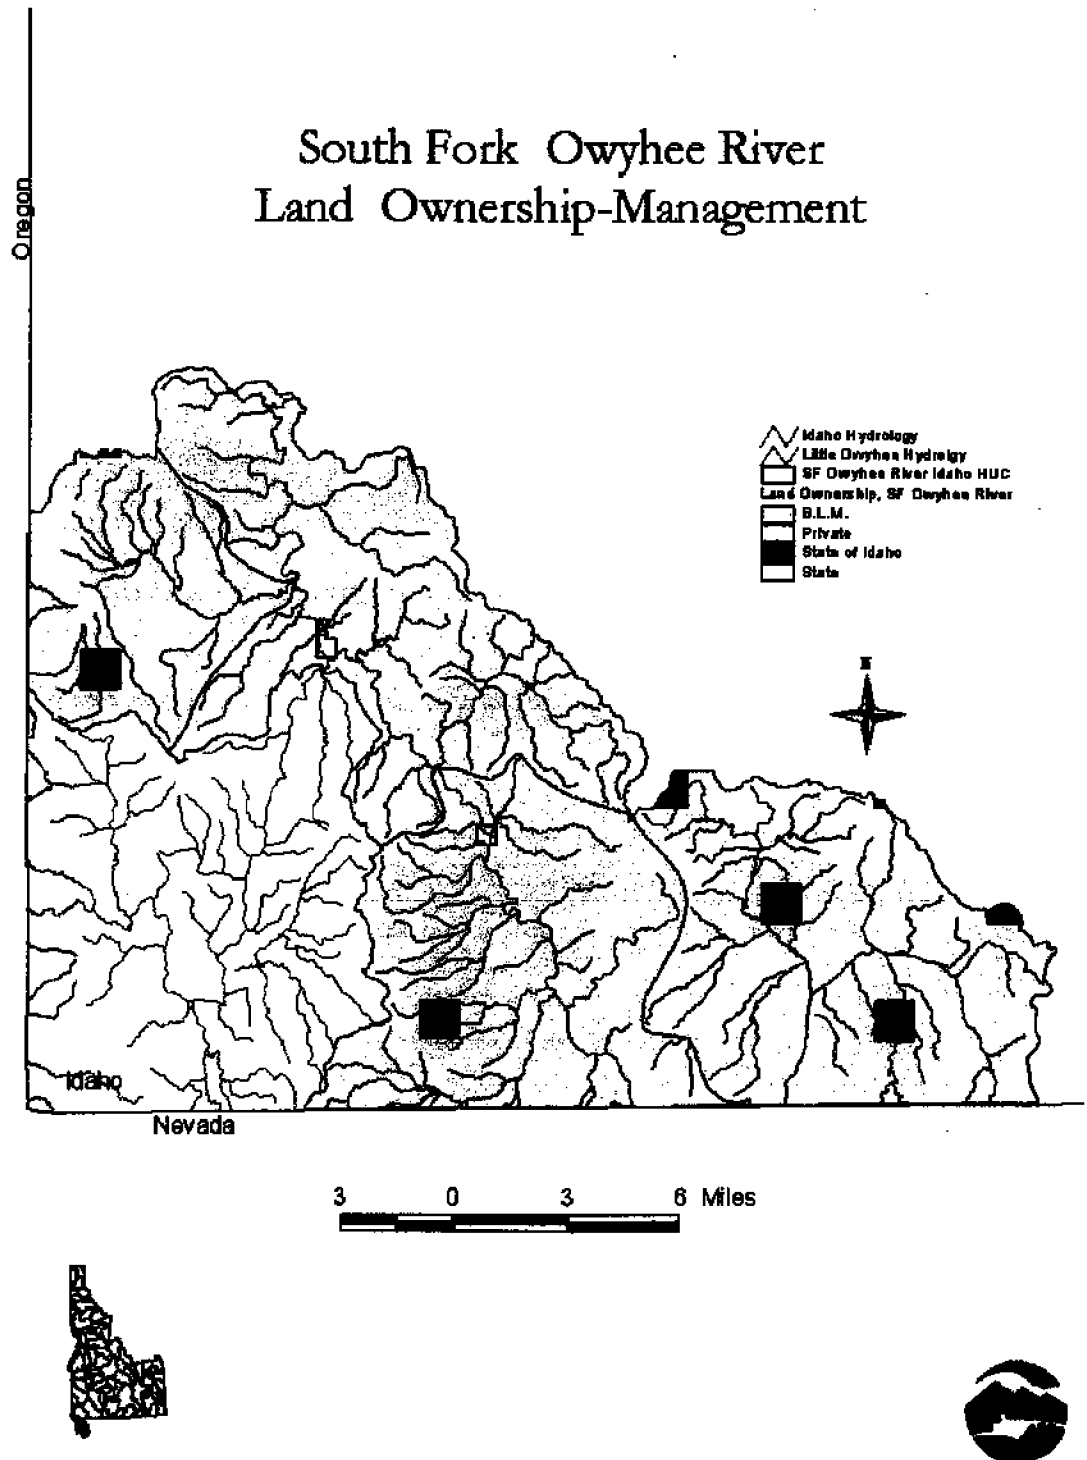 South Fork Owyhee River
Land Ownership-Management
Oregon
Idaho Hydrology
Little Owyhee Hydrolgy
SF Owyhee River Idaho HUC
Land Ownership, SF Owyhee River
B.L.M.
Private
State of Idaho
State
N
Idaho
Nevada
3 0 3 6 Miles